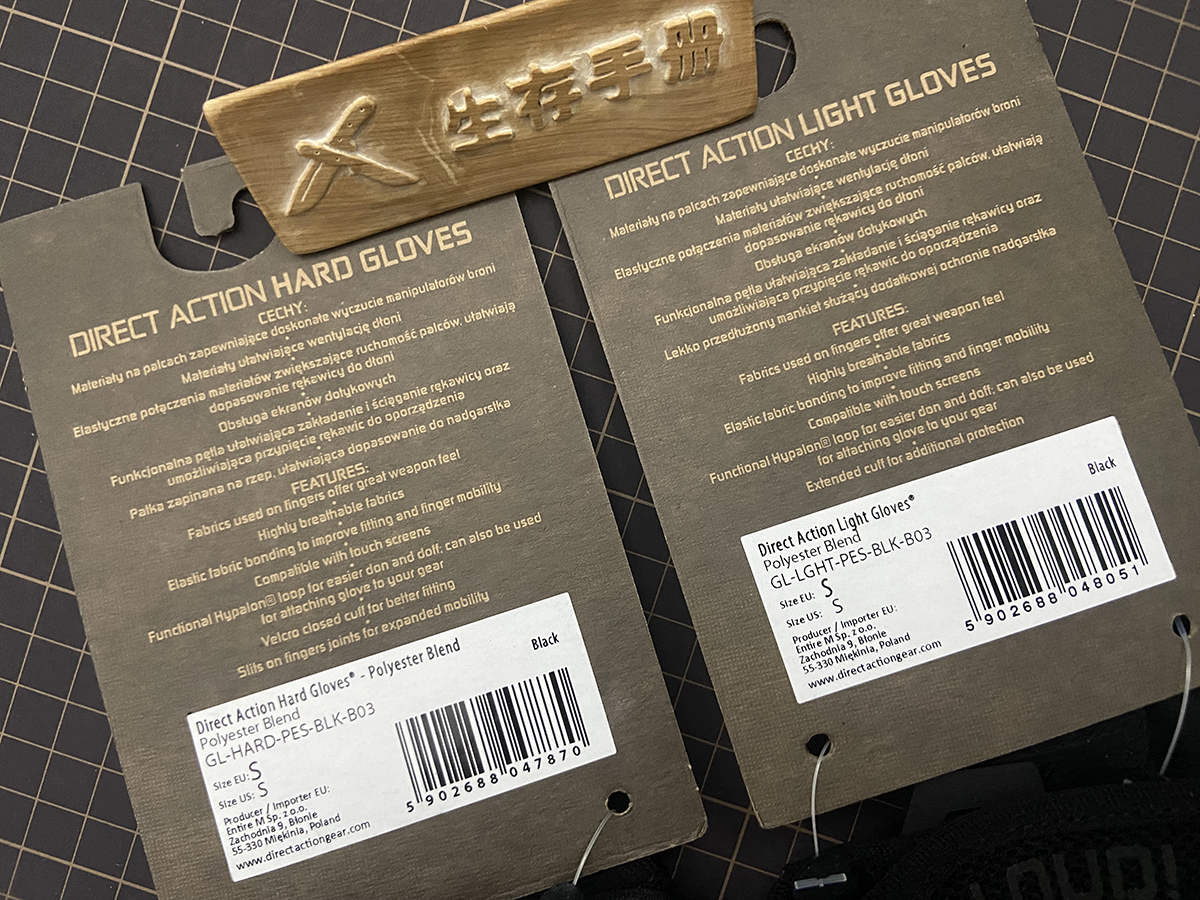 生存手册
DIRECT ACTION HARD GLOVES
CECHY:
Materiały na palcach zapewniające doskonałe wyczucie manipulatorów broni
Materiały ułatwiające wentylację dłoni
Elastyczne połączenia materiałów zwiększające ruchomość palców, ułatwiają
dopasowanie rękawicy do dłoni
Obsługa ekranów dotykowych
Funkcjonalna pętla ułatwiająca zakładanie i ściąganie rękawicy oraz
umożliwiająca przypięcie rękawic do oporządzenia
Patka zapinana na rzep, ułatwiająca dopasowanie do nadgarstka
FEATURES:
Fabrics used on fingers offer great weapon feel
Highly breathable fabrics
Elastic fabric bonding to improve fitting and finger mobility
Compatible with touch screens
Functional Hypalon® loop for easier don and doff; can also be used
for attaching glove to your gear
Velcro closed cuff for better fitting
Slits on fingers joints for expanded mobility
Direct Action Hard Gloves® - Polyester Blend
Polyester Blend
Black
GL-HARD-PES-BLK-B03
Size EU: S
Size US: S
Producer / Importer EU:
Entire M Sp. z o.o.
Zachodnia 9, Błonie
55-330 Miękinia, Poland
www.directactiongear.com
5 902688 047870
DIRECT ACTION LIGHT GLOVES
CECHY:
Materiały na palcach zapewniające doskonałe wyczucie manipulatorów broni
Materiały ułatwiające wentylację dłoni
Elastyczne połączenia materiałów zwiększające ruchomość palców, ułatwiają
dopasowanie rękawicy do dłoni
Obsługa ekranów dotykowych
Funkcjonalna pętla ułatwiająca zakładanie i ściąganie rękawicy oraz
umożliwiająca przypięcie rękawic do oporządzenia
Lekko przedłużony mankiet służący dodatkowej ochronie nadgarstka
FEATURES:
Fabrics used on fingers offer great weapon feel
Highly breathable fabrics
Elastic fabric bonding to improve fitting and finger mobility
Compatible with touch screens
Functional Hypalon® loop for easier don and doff; can also be used
for attaching glove to your gear
Extended cuff for additional protection
Direct Action Light Gloves®
Polyester Blend
Black
GL-LGHT-PES-BLK-B03
Size EU: S
Size US: S
Producer / Importer EU:
Entire M Sp. z o.o.
Zachodnia 9, Błonie
55-330 Miękinia, Poland
www.directactiongear.com
5 902688 048051